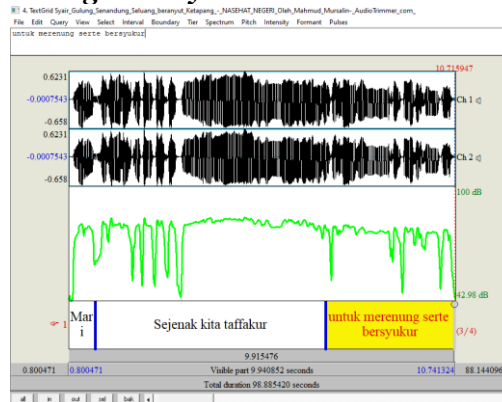 4. TextGrid Syair_Gulung_Senandung_Seluang_beranyut_Ketapang_-_NASEHAT_NEGERI_Oleh_Mahmud_Mursalin-_AudioTrimmer_com_
File Edit Query View Select Interval Boundary Tier Spectrum Pitch Intensity Formant Pulses
untuk merenung serte bersyukur
10.715947
0.6231
-0.0007543
-0.658
Ch 1
0.6231
-0.0007543
-0.658
Ch 2
100 dB
42.98 dB
1
Mar
i
Sejenak kita taffakur
untuk merenung serte
bersyukur
(3/4)
9.915476
0.800471 0.800471 Visible part 9.940852 seconds 10.741324 88.144096
Total duration 98.885420 seconds
all in out sel bak